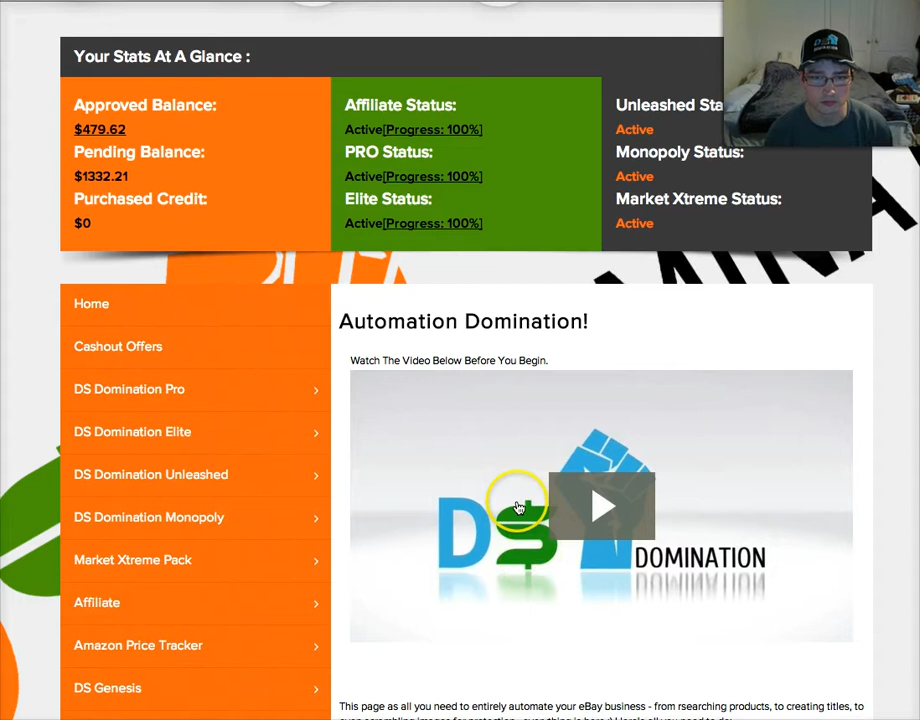 Your Stats At A Glance :
Approved Balance:
$479.62
Pending Balance:
$1332.21
Purchased Credit:
$0
Affiliate Status:
Active[Progress: 100%]
PRO Status:
Active[Progress: 100%]
Elite Status:
Active[Progress: 100%]
Unleashed Sta
Active
Monopoly Status:
Active
Market Xtreme Status:
Active
Home
Cashout Offers
DS Domination Pro
DS Domination Elite
DS Domination Unleashed
DS Domination Monopoly
Market Xtreme Pack
Affiliate
Amazon Price Tracker
DS Genesis
Automation Domination!
Watch The Video Below Before You Begin.
DS DOMINATION
This page as all you need to entirely automate your eBay business - from rsearching products, to creating titles, to